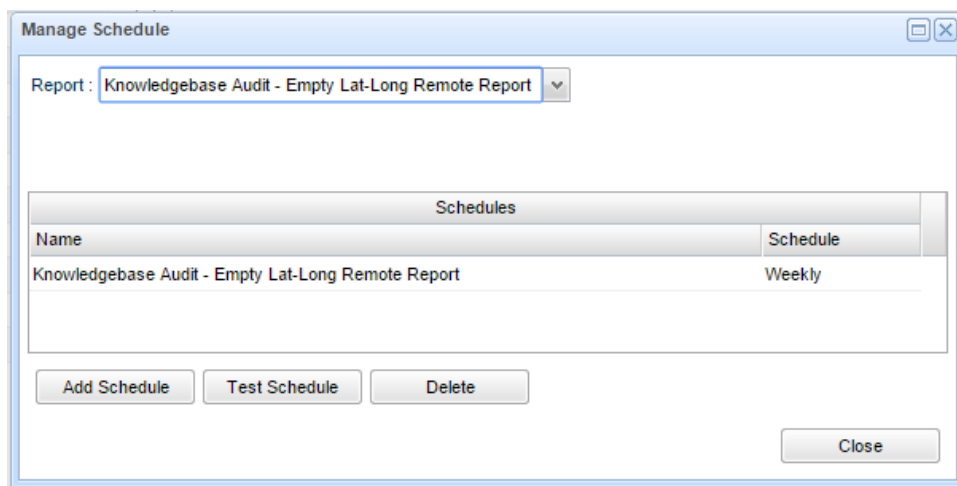 Manage Schedule
Report : Knowledgebase Audit - Empty Lat-Long Remote Report
Schedules
Name Schedule
Knowledgebase Audit - Empty Lat-Long Remote Report Weekly
Add Schedule Test Schedule Delete
Close